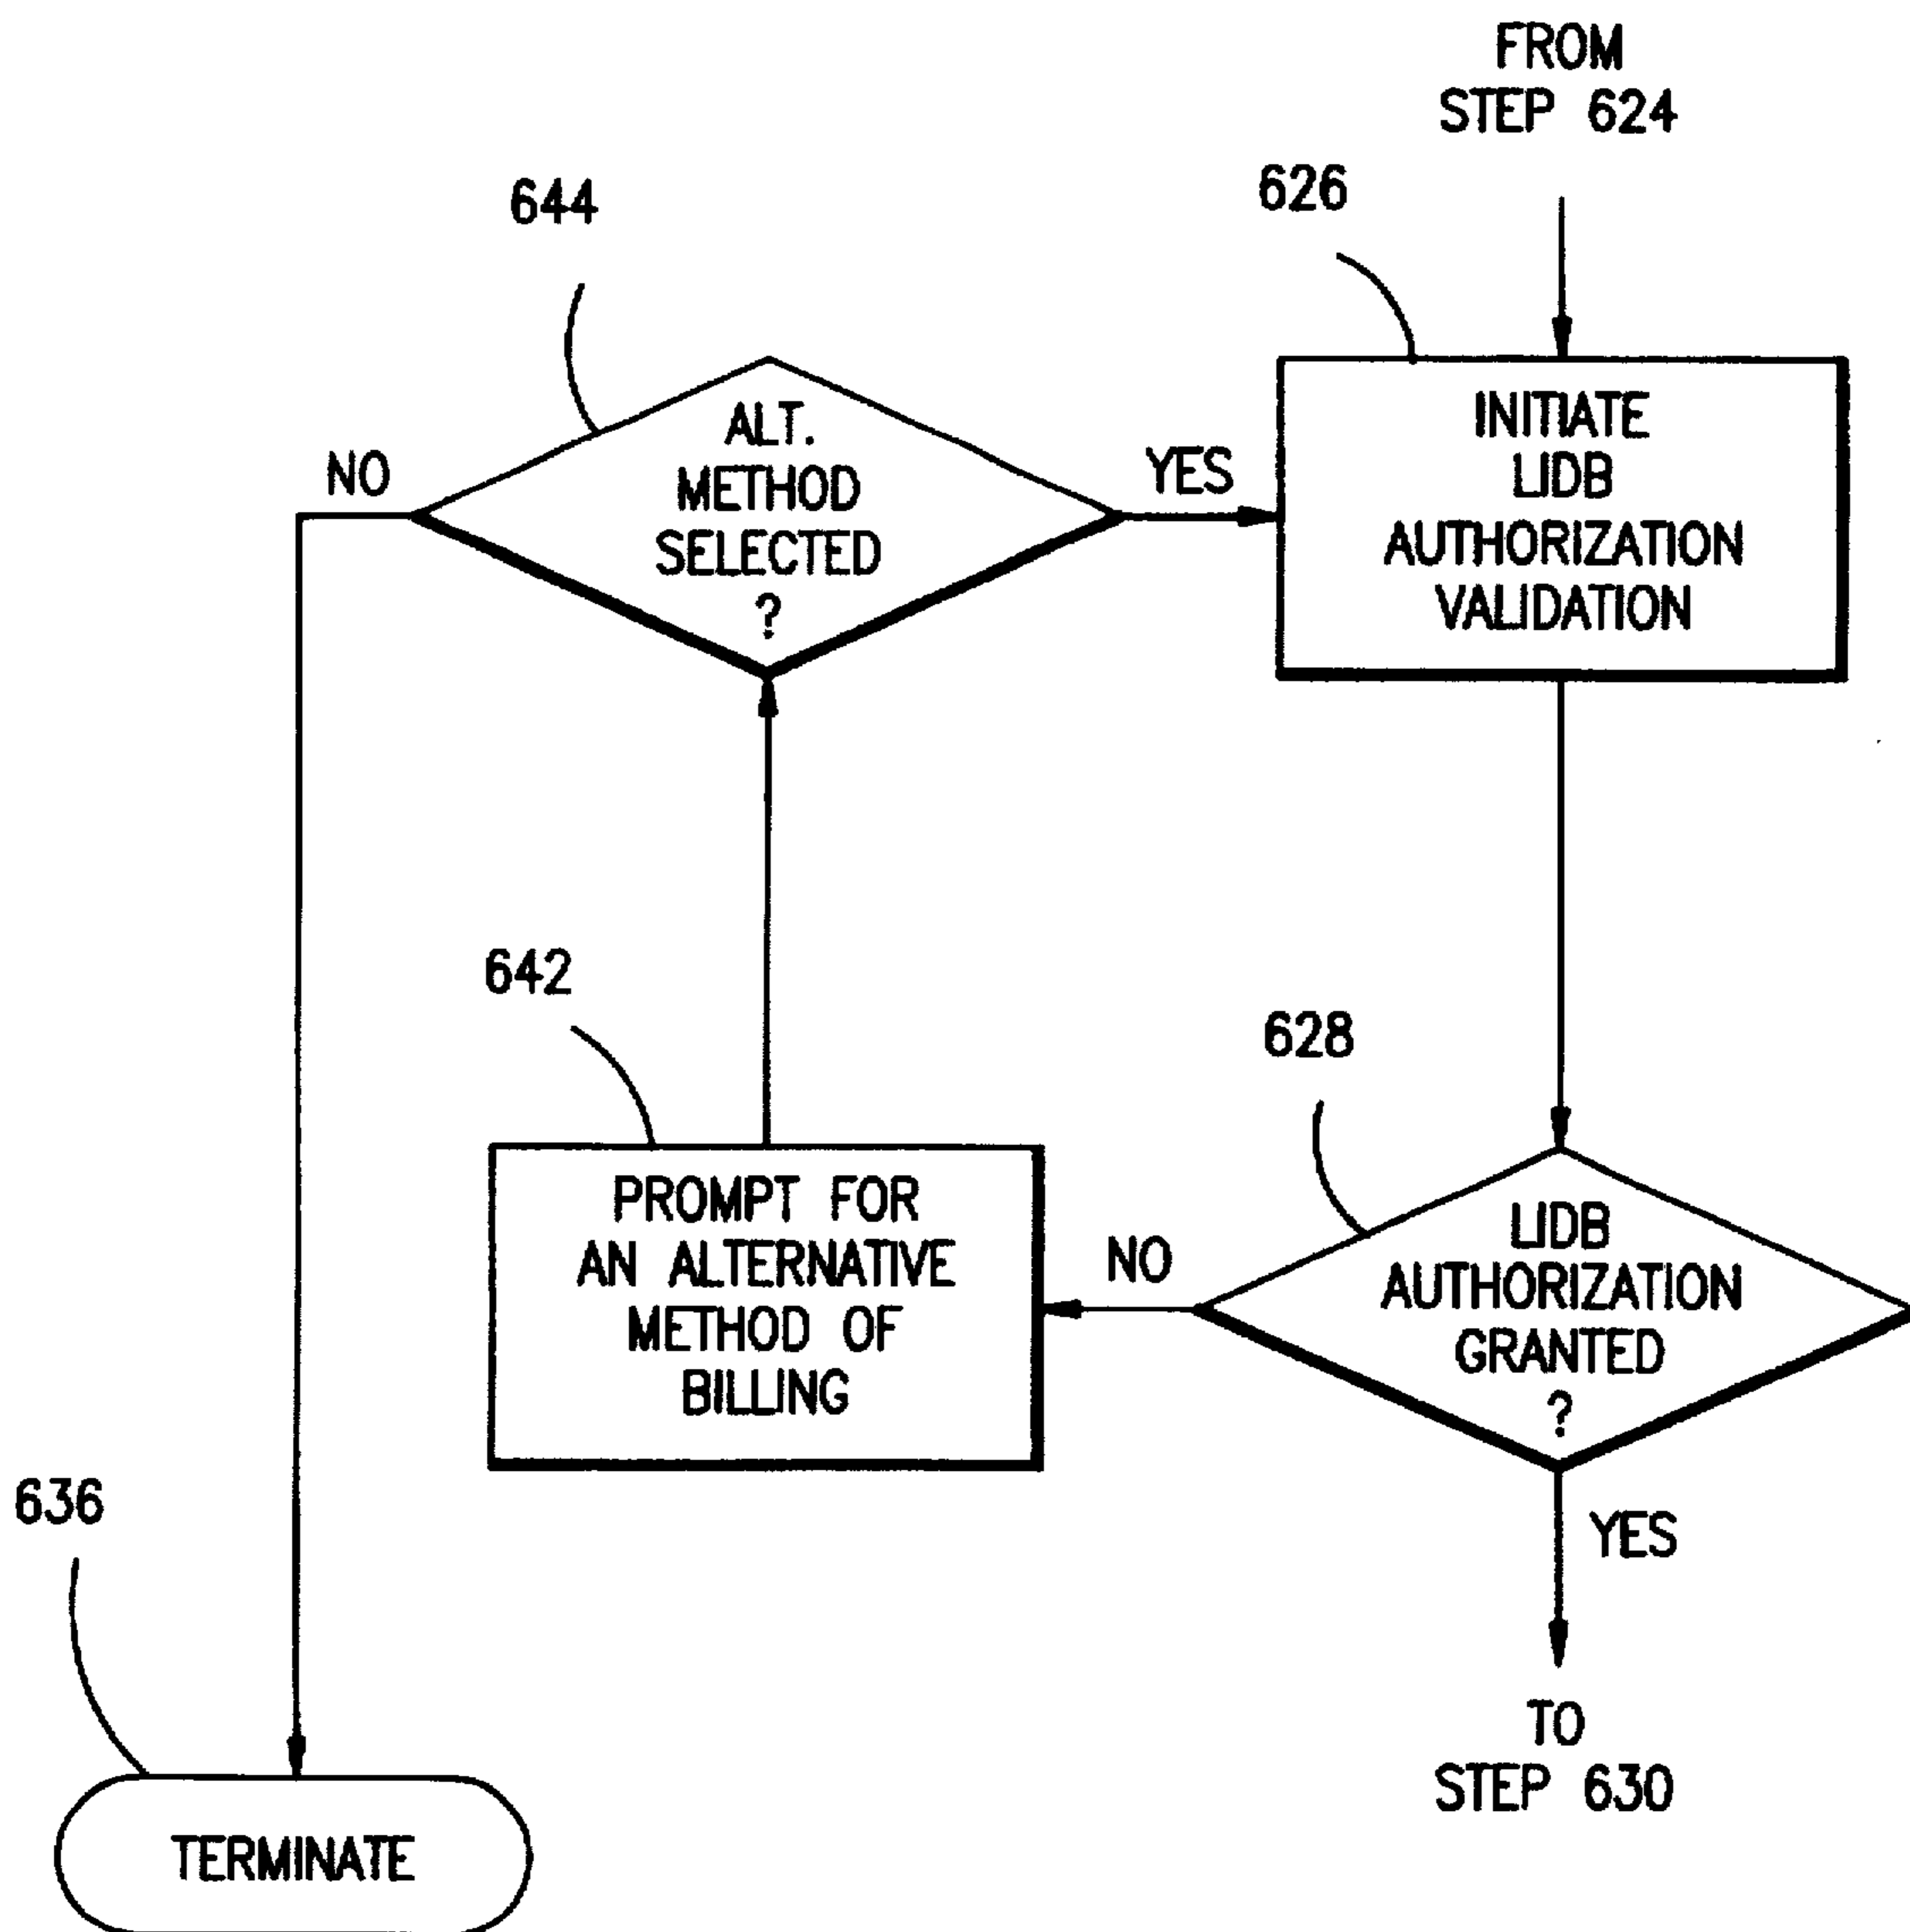 FROM
STEP 624
626
644
INITIATE
LIDB
AUTHORIZATION
VALIDATION
ALT.
METHOD
SELECTED
?
NO
YES
642
628
PROMPT FOR
AN ALTERNATIVE
METHOD OF
BILLING
NO
LIDB
AUTHORIZATION
GRANTED
?
YES
636
TO
STEP 630
TERMINATE